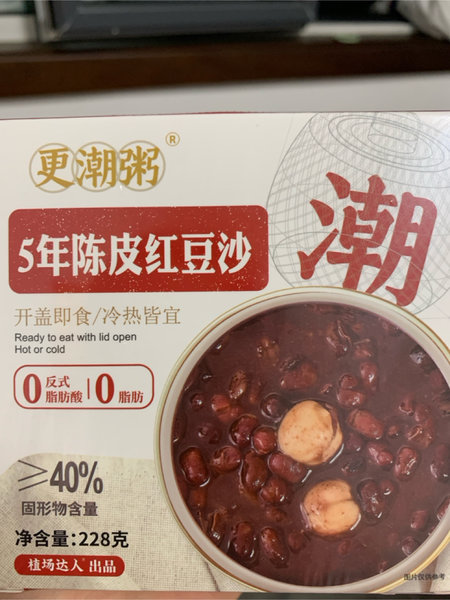 更潮粥®
潮
5年陈皮红豆沙
开盖即食/冷热皆宜
Ready to eat with lid open
Hot or cold
0反式脂肪酸|0脂肪
≥40%
固形物含量
净含量:228克
植场达人 出品
图片仅供参考